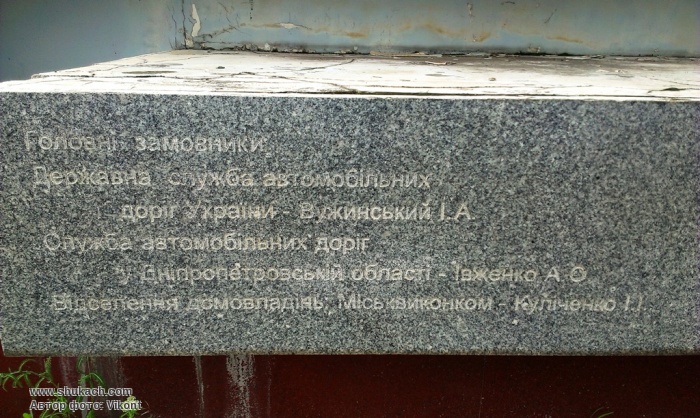 Головні замовники:
Державна служба автомобільних
доріг України - Вужинський І.А.
Служба автомобільних доріг
у Дніпропетровській області - Івженко А.О.
Відселення домовладінь, Міськвиконком - Куліченко І.І.
www.shukach.com
Автор фото: Vikont